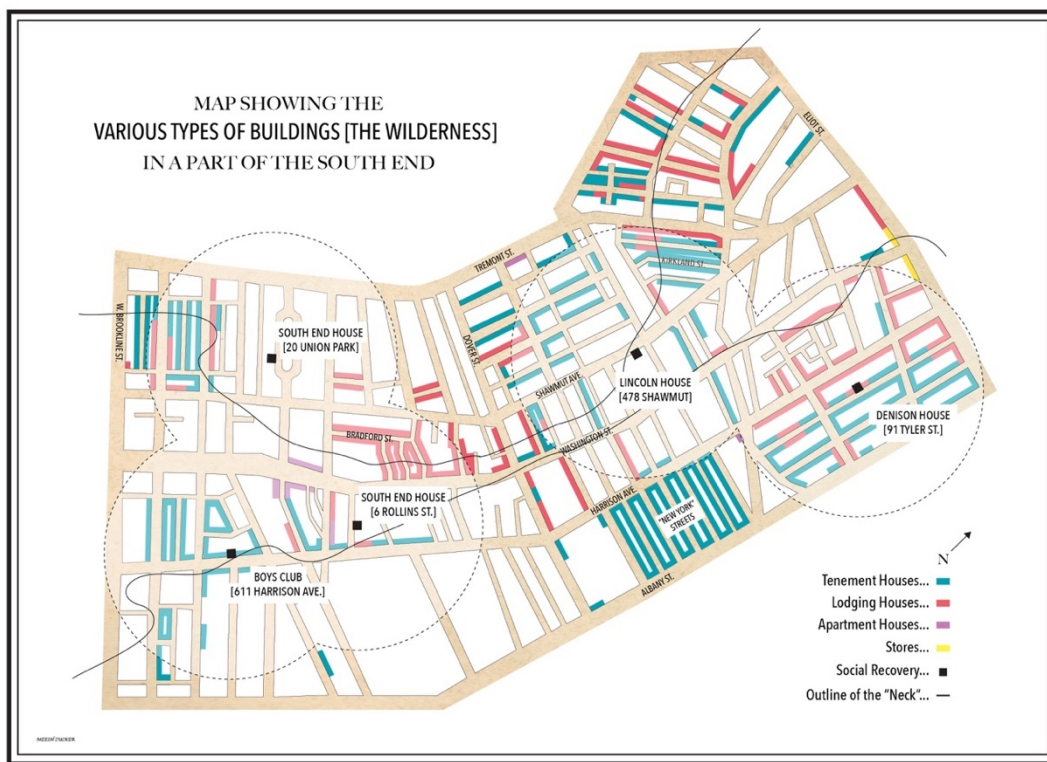 MAP SHOWING THE
VARIOUS TYPES OF BUILDINGS [THE WILDERNESS]
IN A PART OF THE SOUTH END
ELIOT ST.
TREMONT ST.
KIRKLAND ST.
W. BROOKLINE ST.
SOUTH END HOUSE
[20 UNION PARK]
DOVER ST.
SHAWMUT AVE.
LINCOLN HOUSE
[478 SHAWMUT]
DENISON HOUSE
[91 TYLER ST.]
BRADFORD ST.
WASHINGTON ST.
SOUTH END HOUSE
[6 ROLLINS ST.]
HARRISON AVE.
"NEW YORK"
STREETS
BOYS CLUB
[611 HARRISON AVE.]
ALBANY ST.
N
Tenement Houses...
Lodging Houses...
Apartment Houses...
Stores...
Social Recovery...
Outline of the "Neck"...